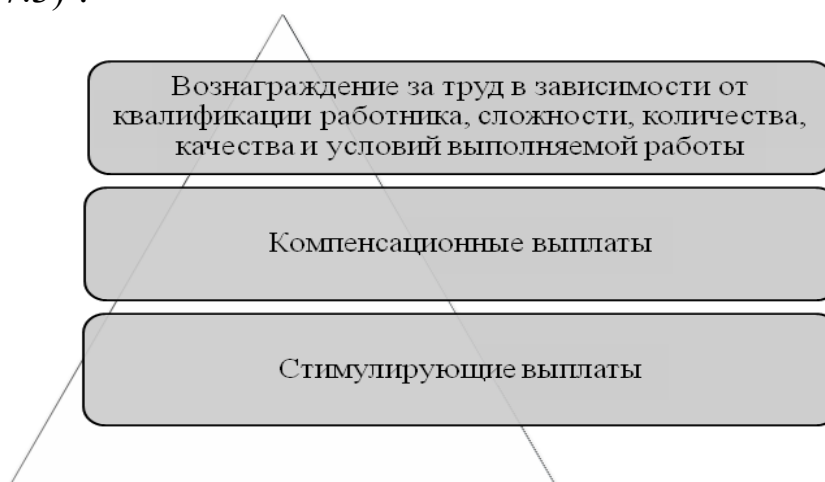 Вознаграждение за труд в зависимости от
квалификации работника, сложности, количества,
качества и условий выполняемой работы
Компенсационные выплаты
Стимулирующие выплаты